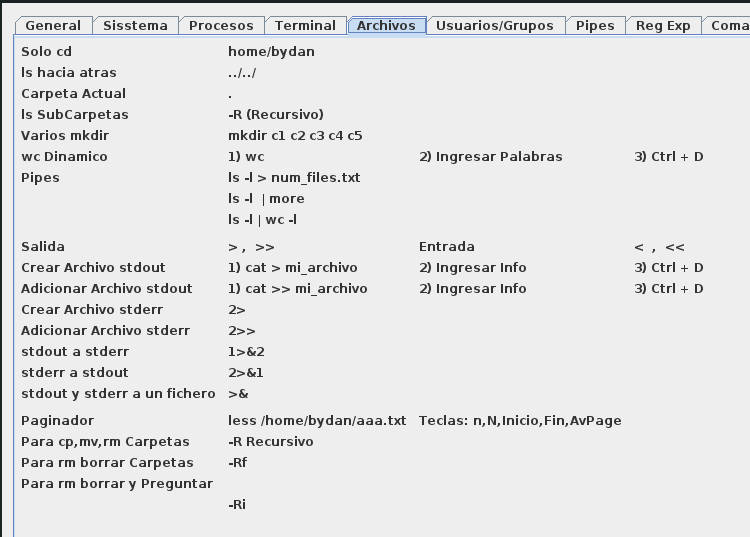 General Sisstema Procesos Terminal Archivos Usuarios/Grupos Pipes Reg Exp Coma
Solo cd home/bydan
ls hacia atras ../../
Carpeta Actual .
ls SubCarpetas -R (Recursivo)
Varios mkdir mkdir c1 c2 c3 c4 c5
wc Dinamico 1) wc 2) Ingresar Palabras 3) Ctrl + D
Pipes ls -l > num_files.txt
ls -l | more
ls -l | wc -l
Salida > , >> Entrada < , <<
Crear Archivo stdout 1) cat > mi_archivo 2) Ingresar Info 3) Ctrl + D
Adicionar Archivo stdout 1) cat >> mi_archivo 2) Ingresar Info 3) Ctrl + D
Crear Archivo stderr 2>
Adicionar Archivo stderr 2>>
stdout a stderr 1>&2
stderr a stdout 2>&1
stdout y stderr a un fichero >&
Paginador less /home/bydan/aaa.txt Teclas: n,N,Inicio,Fin,AvPage
Para cp,mv,rm Carpetas -R Recursivo
Para rm borrar Carpetas -Rf
Para rm borrar y Preguntar
-Ri